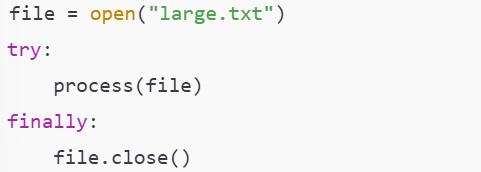 file = open("large.txt")
try:
    process(file)
finally:
    file.close()